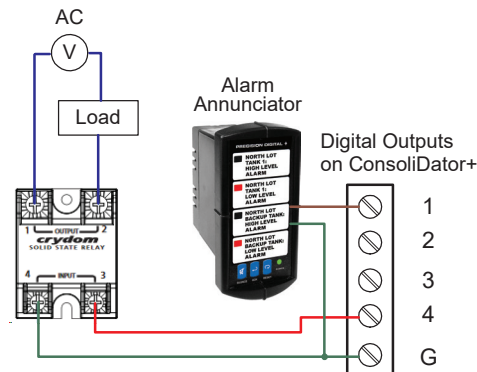 AC
V
Load
Alarm
Annunciator
PRECISION DIGITAL
NORTH LOT
TANK 1:
HIGH LEVEL
ALARM
NORTH LOT
TANK 1:
LOW LEVEL
ALARM
NORTH LOT
BACKUP TANK:
HIGH LEVEL
ALARM
NORTH LOT
BACKUP TANK:
LOW LEVEL
ALARM
Digital Outputs
on ConsoliDator+
1
2
3
4
G
1 OUTPUT 2
crydom
SOLID STATE RELAY
4 INPUT 3